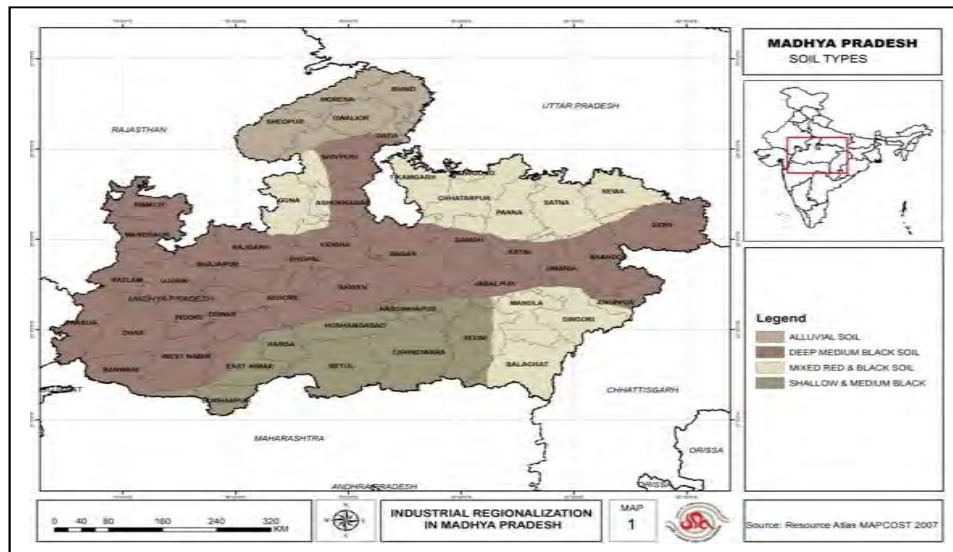 MADHYA PRADESH
SOIL TYPES
UTTAR PRADESH
RAJASTHAN
BHIND
MORENA
GWALIOR
SHEOPUR
DATIA
SHIVPURI
TIKAMGARH
GUNA
ASHOKNAGAR
CHHATARPUR
PANNA
SATNA
REWA
SIDHI
MANDSAUR
RAJGARH
VIDISHA
SAGAR
DAMOH
KATNI
UMARIA
SHAJAPUR
BHOPAL
RATLAM
UJJAIN
RAISEN
JABALPUR
MADHYA PRADESH
SEHORE
MANDLA
ANUPPUR
INDORE
DEWAS
NARSINGHPUR
DINDORI
DHAR
HOSHANGABAD
SEONI
HARDA
CHHINDWARA
WEST NIMAR
EAST NIMAR
BETUL
BALAGHAT
BARWANI
CHHATTISGARH
MAHARASHTRA
ORISSA
ANDHRA PRADESH
Legend
ALLUVIAL SOIL
DEEP MEDIUM BLACK SOIL
MIXED RED & BLACK SOIL
SHALLOW & MEDIUM BLACK
0 40 80 160 240 320
KM
N
INDUSTRIAL REGIONALIZATION
IN MADHYA PRADESH
MAP
1
Source: Resource Atlas MAPCOST 2007